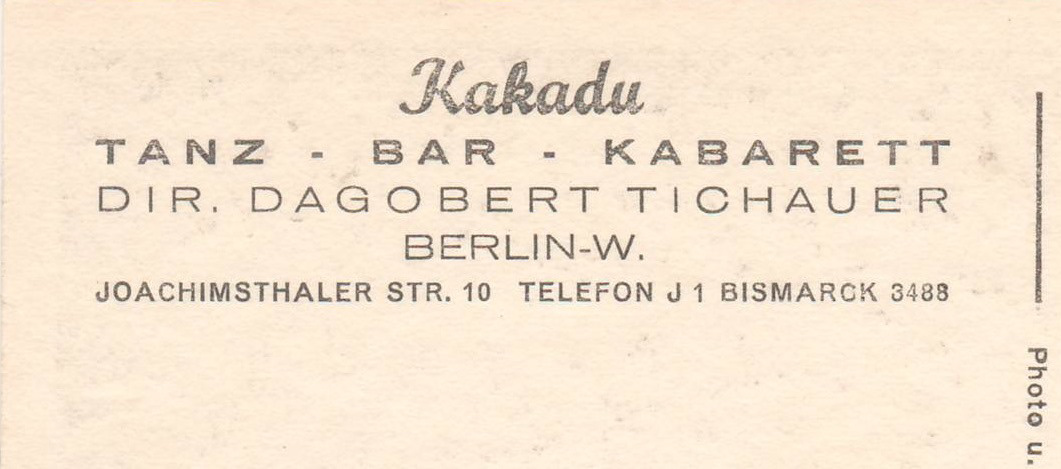 Kakadu
TANZ - BAR - KABARETT
DIR. DAGOBERT TICHAUER
BERLIN-W.
JOACHIMSTHALER STR. 10 TELEFON J 1 BISMARCK 3488
Photo u.